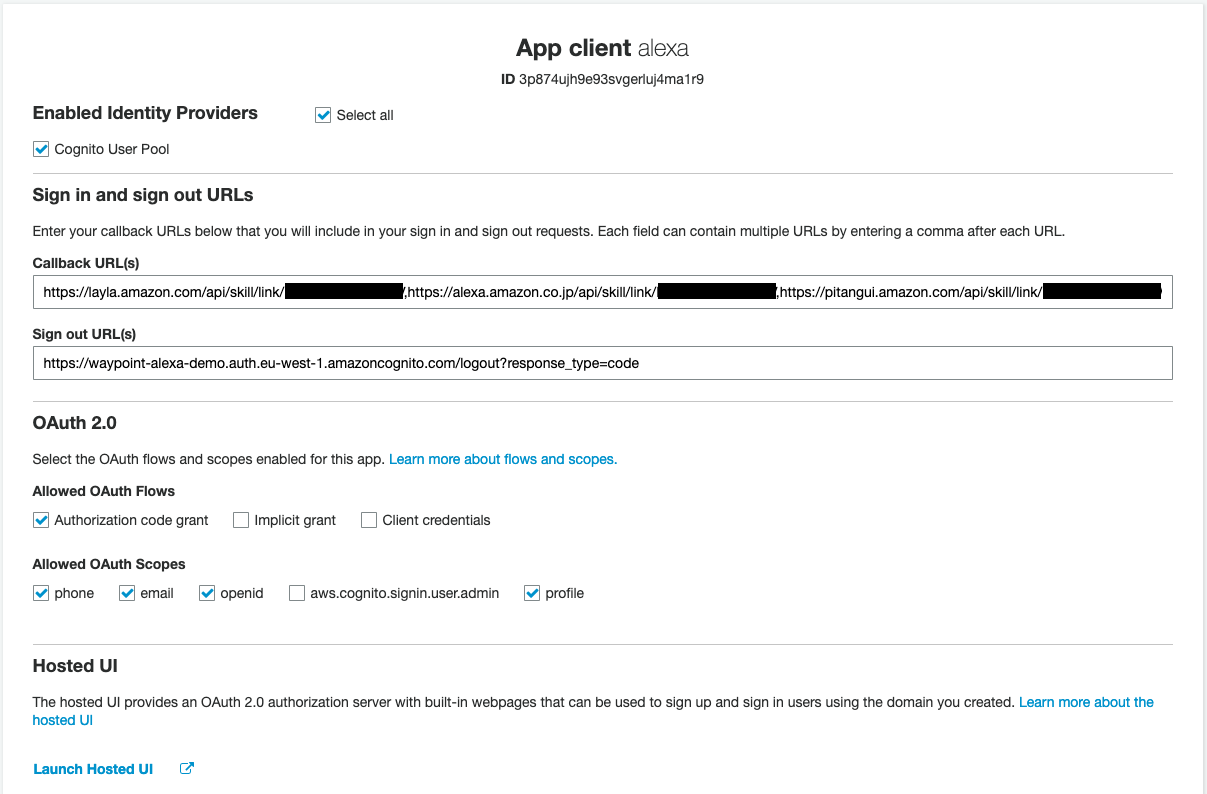 App client alexa
ID 3p874ujh9e93svgerluj4ma1r9
Enabled Identity Providers Select all
Cognito User Pool
Sign in and sign out URLs
Enter your callback URLs below that you will include in your sign in and sign out requests. Each field can contain multiple URLs by entering a comma after each URL.
Callback URL(s)
https://layla.amazon.com/api/skill/link/ /,https://alexa.amazon.co.jp/api/skill/link/ ,https://pitangui.amazon.com/api/skill/link/
Sign out URL(s)
https://waypoint-alexa-demo.auth.eu-west-1.amazoncognito.com/logout?response_type=code
OAuth 2.0
Select the OAuth flows and scopes enabled for this app. Learn more about flows and scopes.
Allowed OAuth Flows
Authorization code grant Implicit grant Client credentials
Allowed OAuth Scopes
phone email openid aws.cognito.signin.user.admin profile
Hosted UI
The hosted UI provides an OAuth 2.0 authorization server with built-in webpages that can be used to sign up and sign in users using the domain you created. Learn more about the
hosted UI
Launch Hosted UI